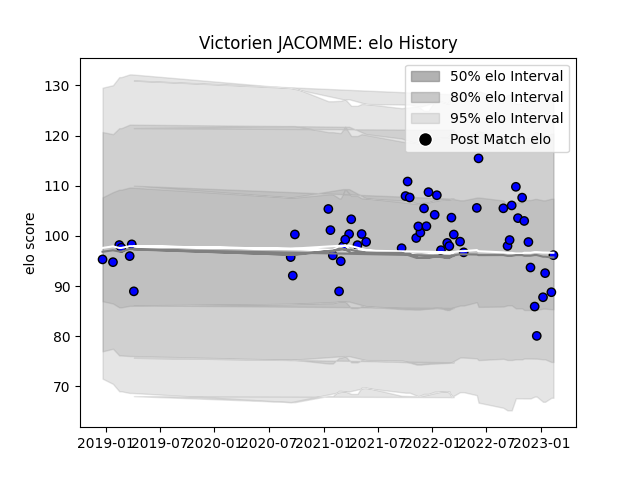 Victorien JACOMME: elo History
50% elo Interval
80% elo Interval
95% elo Interval
Post Match elo
elo score
130
120
110
100
90
80
70
2019-01 2019-07 2020-01 2020-07 2021-01 2021-07 2022-01 2022-07 2023-01